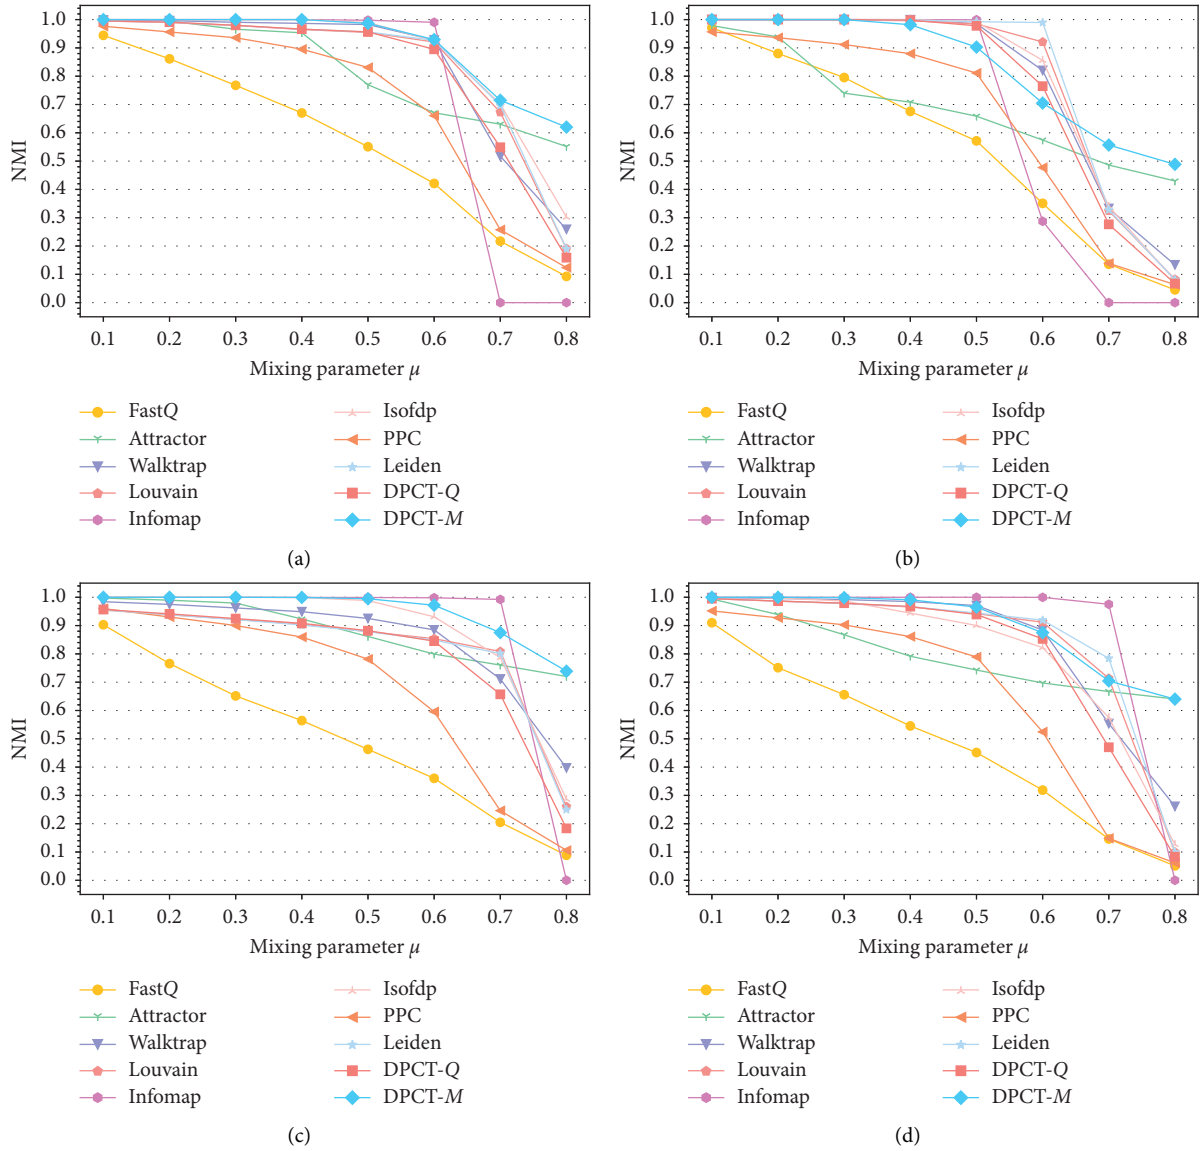 NMI
1.0
0.9
0.8
0.7
0.6
0.5
0.4
0.3
0.2
0.1
0.0
0.1 0.2 0.3 0.4 0.5 0.6 0.7 0.8
Mixing parameter μ
FastQ
Attractor
Walktrap
Louvain
Infomap
Isofdp
PPC
Leiden
DPCT-Q
DPCT-M
(a)
NMI
1.0
0.9
0.8
0.7
0.6
0.5
0.4
0.3
0.2
0.1
0.0
0.1 0.2 0.3 0.4 0.5 0.6 0.7 0.8
Mixing parameter μ
FastQ
Attractor
Walktrap
Louvain
Infomap
Isofdp
PPC
Leiden
DPCT-Q
DPCT-M
(b)
NMI
1.0
0.9
0.8
0.7
0.6
0.5
0.4
0.3
0.2
0.1
0.0
0.1 0.2 0.3 0.4 0.5 0.6 0.7 0.8
Mixing parameter μ
FastQ
Attractor
Walktrap
Louvain
Infomap
Isofdp
PPC
Leiden
DPCT-Q
DPCT-M
(c)
NMI
1.0
0.9
0.8
0.7
0.6
0.5
0.4
0.3
0.2
0.1
0.0
0.1 0.2 0.3 0.4 0.5 0.6 0.7 0.8
Mixing parameter μ
FastQ
Attractor
Walktrap
Louvain
Infomap
Isofdp
PPC
Leiden
DPCT-Q
DPCT-M
(d)